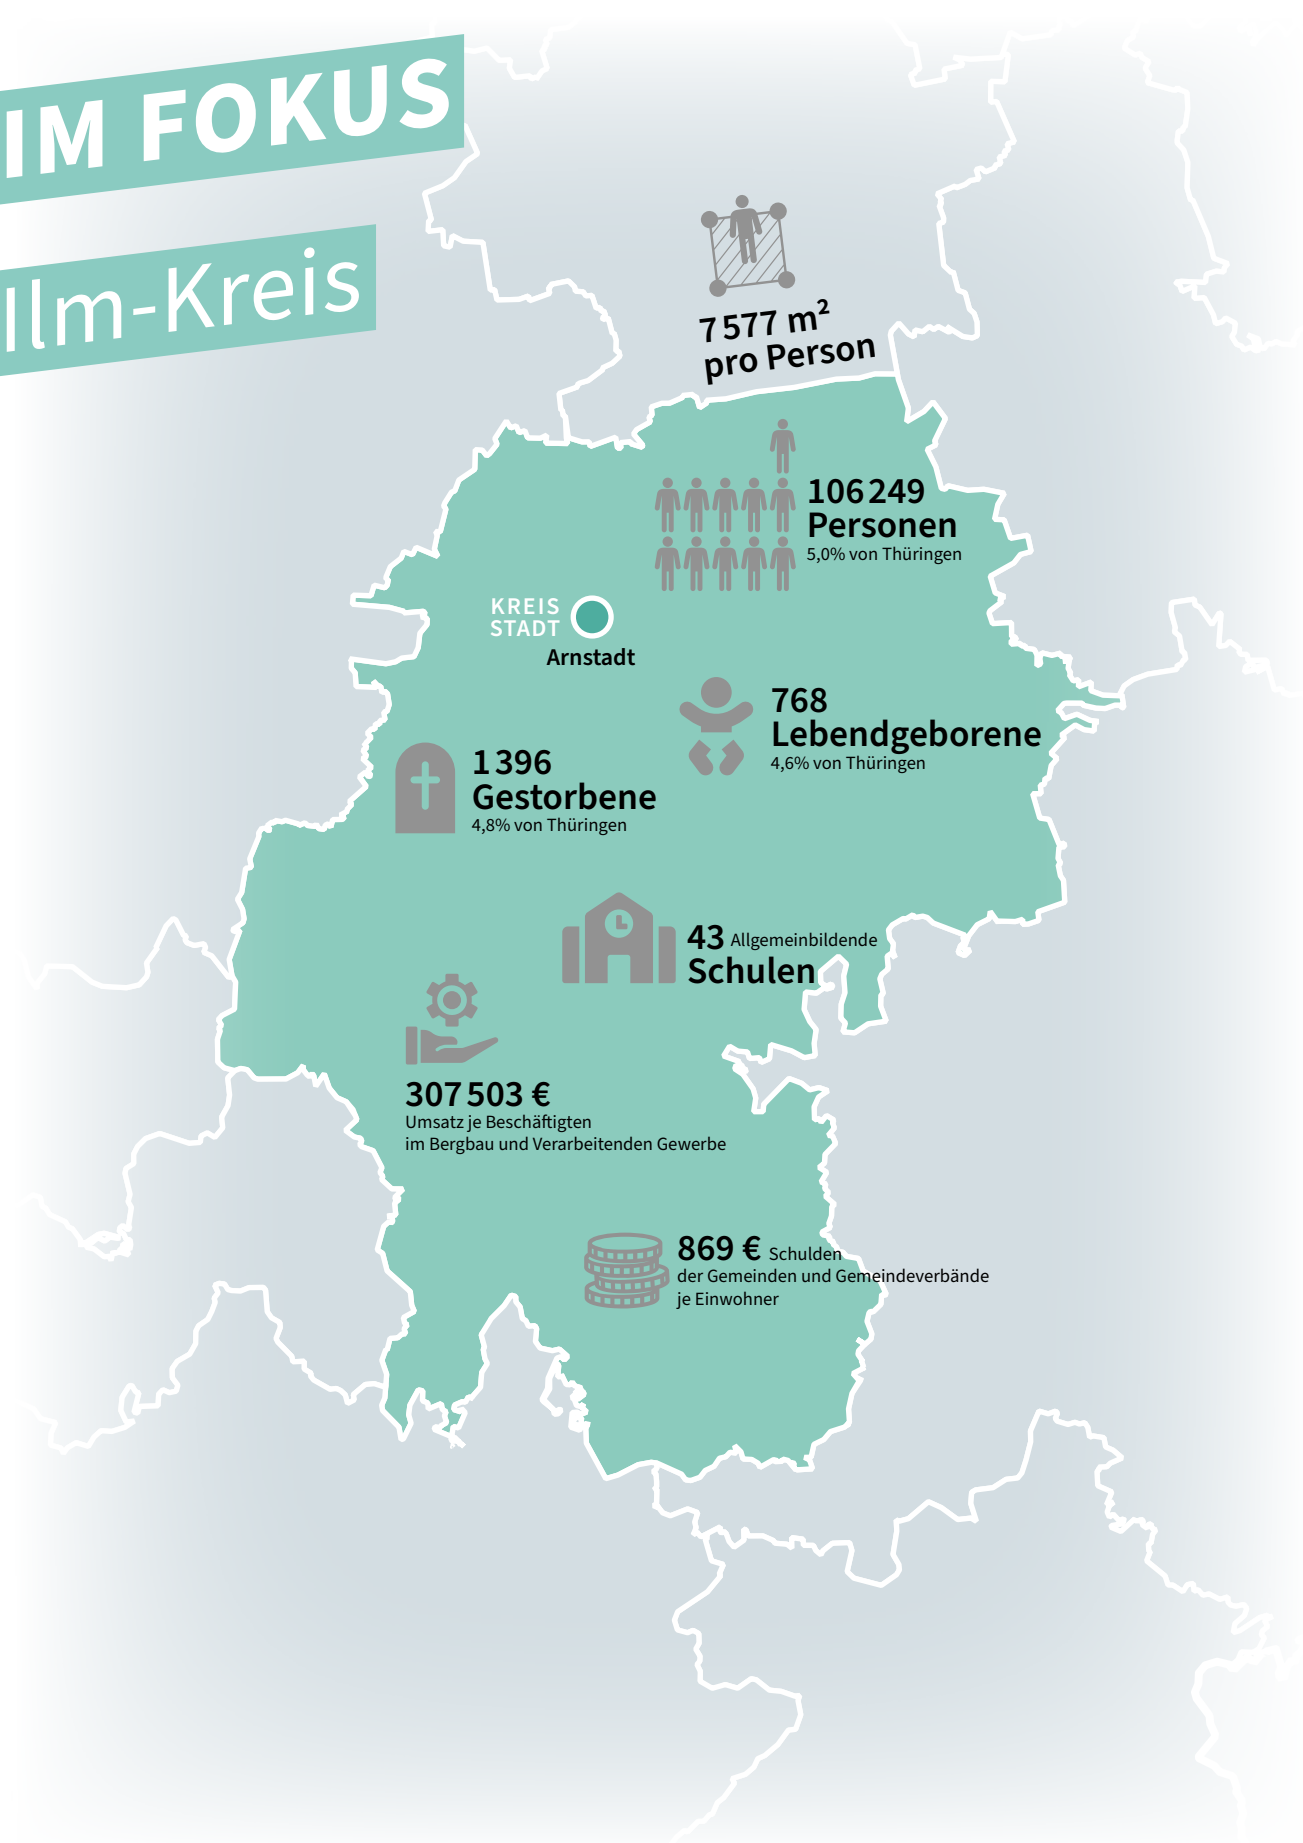 IM FOKUS
Ilm-Kreis
7 577 m²
pro Person
106 249
Personen
5,0% von Thüringen
KREIS
STADT
Arnstadt
768
Lebendgeborene
4,6% von Thüringen
1 396
Gestorbene
4,8% von Thüringen
43 Allgemeinbildende
Schulen
307 503 €
Umsatz je Beschäftigten
im Bergbau und Verarbeitenden Gewerbe
869 € Schulden
der Gemeinden und Gemeindeverbände
je Einwohner